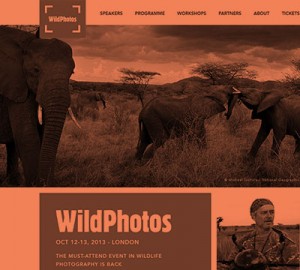 WildPhotos
SPEAKERS PROGRAMME WORKSHOPS PARTNERS ABOUT TICKETS
WildPhotos
OCT 12-13, 2013 - LONDON
THE MUST-ATTEND EVENT IN WILDLIFE
PHOTOGRAPHY IS BACK